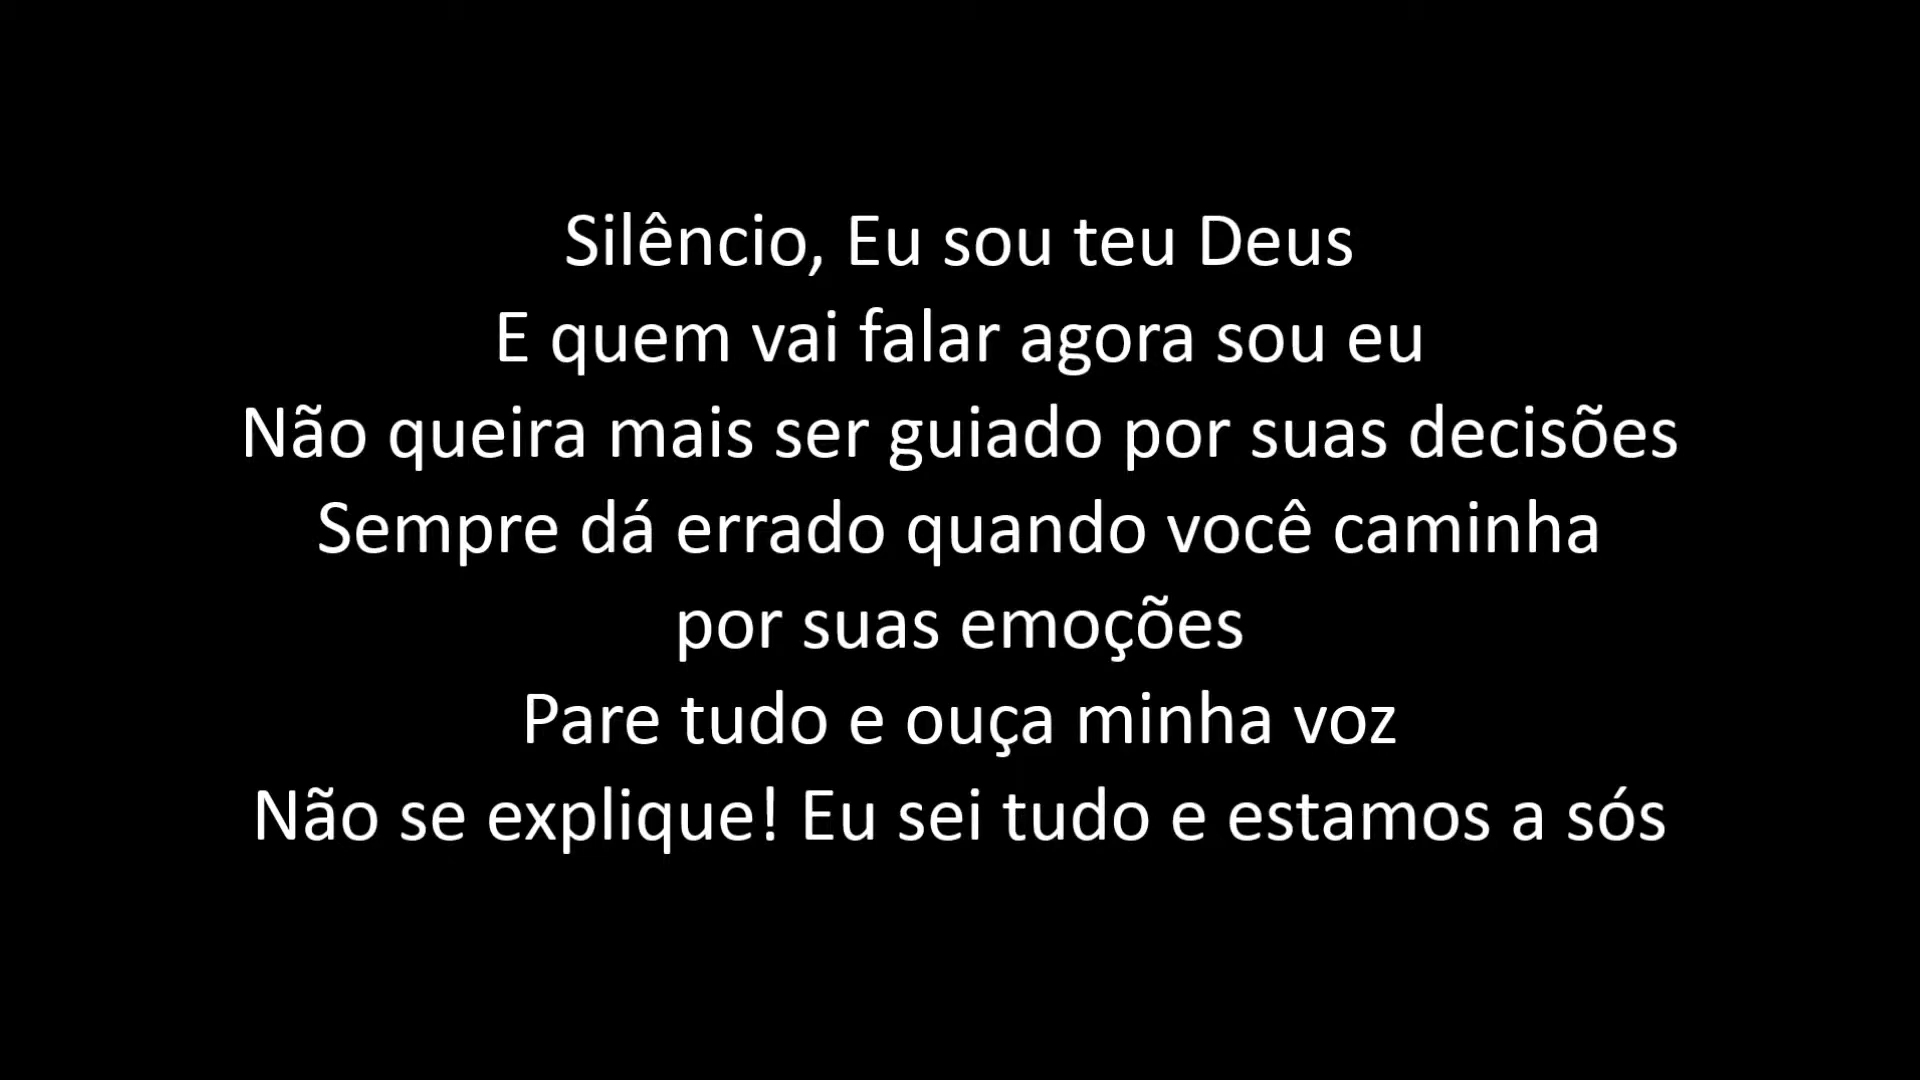 Silêncio, Eu sou teu Deus
E quem vai falar agora sou eu
Não queira mais ser guiado por suas decisões
Sempre dá errado quando você caminha
por suas emoções
Pare tudo e ouça minha voz
Não se explique! Eu sei tudo e estamos a sós